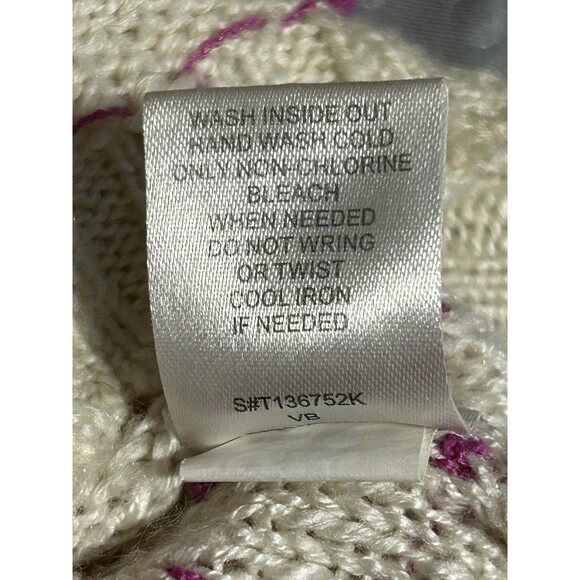 WASH INSIDE OUT
HAND WASH COLD
ONLY NON-CHLORINE
BLEACH
WHEN NEEDED
DO NOT WRING
OR TWIST
COOL IRON
IF NEEDED
S#T136752K
VB